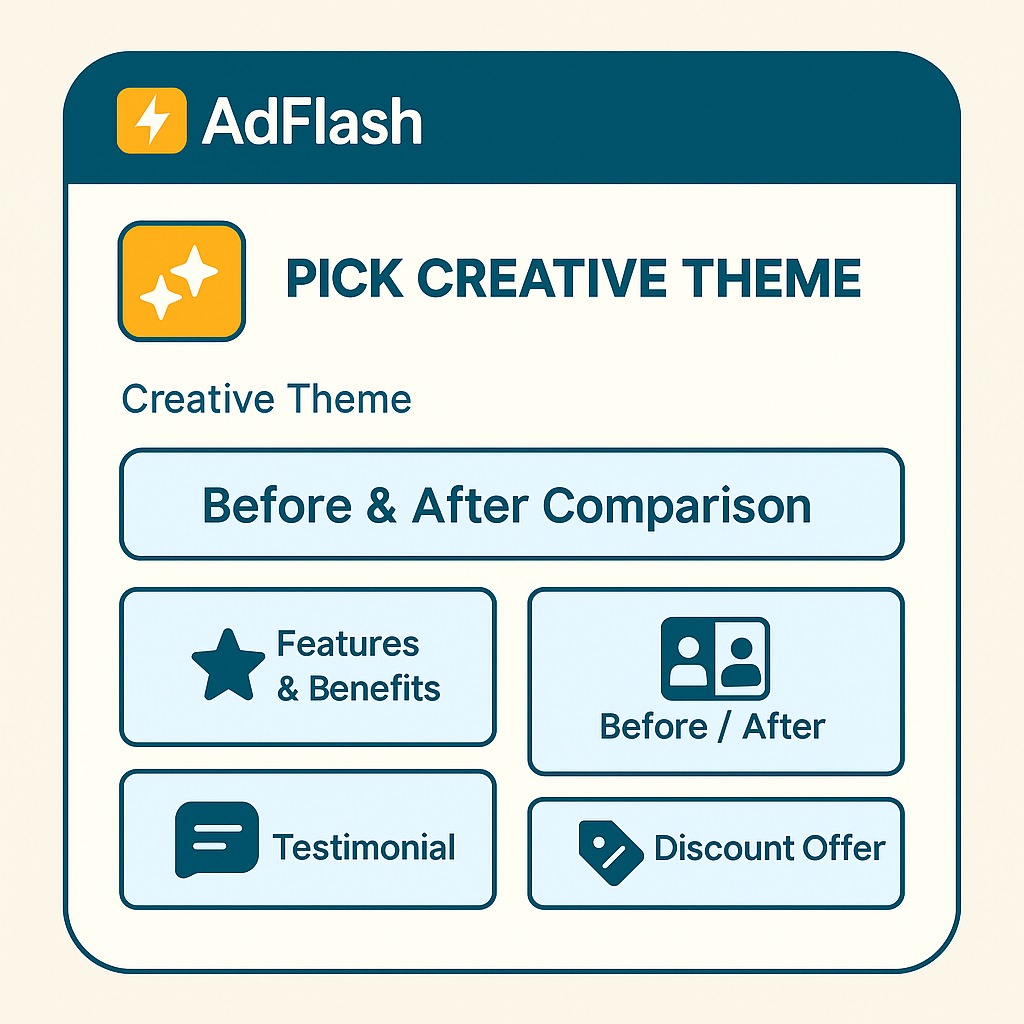 AdFlash
PICK CREATIVE THEME
Creative Theme
Before & After Comparison
Features
& Benefits
Before / After
Testimonial
Discount Offer